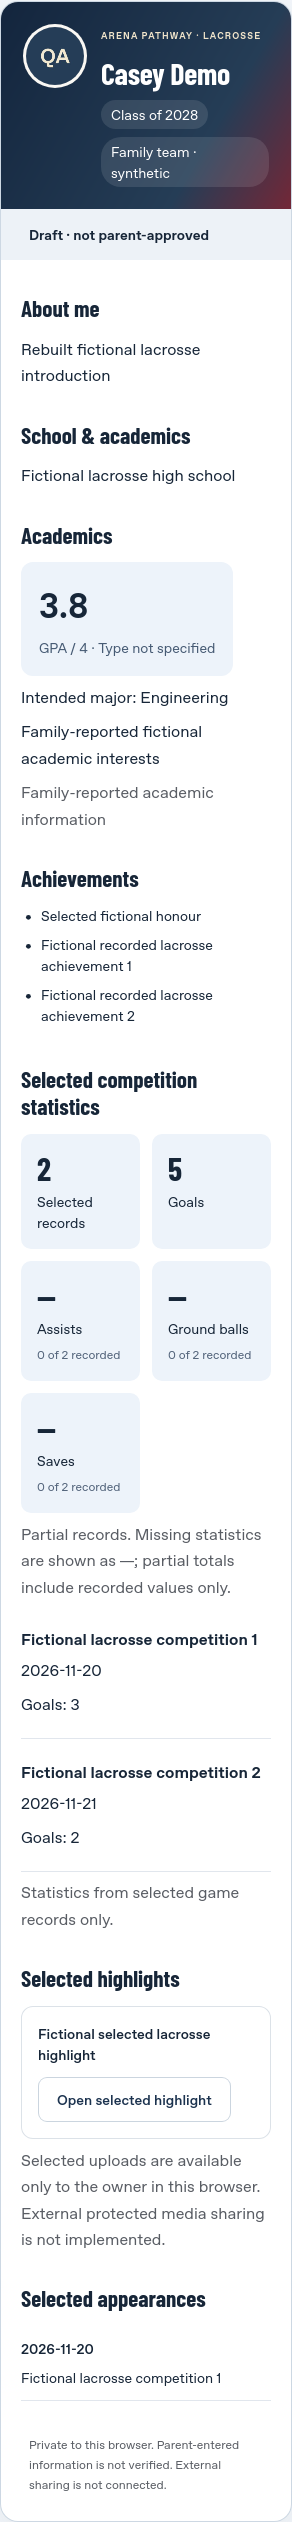 QA
ARENA PATHWAY · LACROSSE
Casey Demo
Class of 2028
Family team ·
synthetic
Draft · not parent-approved
About me
Rebuilt fictional lacrosse
introduction
School & academics
Fictional lacrosse high school
Academics
3.8
GPA / 4 · Type not specified
Intended major: Engineering
Family-reported fictional
academic interests
Family-reported academic
information
Achievements
• Selected fictional honour
• Fictional recorded lacrosse
achievement 1
• Fictional recorded lacrosse
achievement 2
Selected competition
statistics
2
Selected
records
5
Goals
—
Assists
0 of 2 recorded
—
Ground balls
0 of 2 recorded
—
Saves
0 of 2 recorded
Partial records. Missing statistics
are shown as —; partial totals
include recorded values only.
Fictional lacrosse competition 1
2026-11-20
Goals: 3
Fictional lacrosse competition 2
2026-11-21
Goals: 2
Statistics from selected game
records only.
Selected highlights
Fictional selected lacrosse
highlight
Open selected highlight
Selected uploads are available
only to the owner in this browser.
External protected media sharing
is not implemented.
Selected appearances
2026-11-20
Fictional lacrosse competition 1
Private to this browser. Parent-entered
information is not verified. External
sharing is not connected.